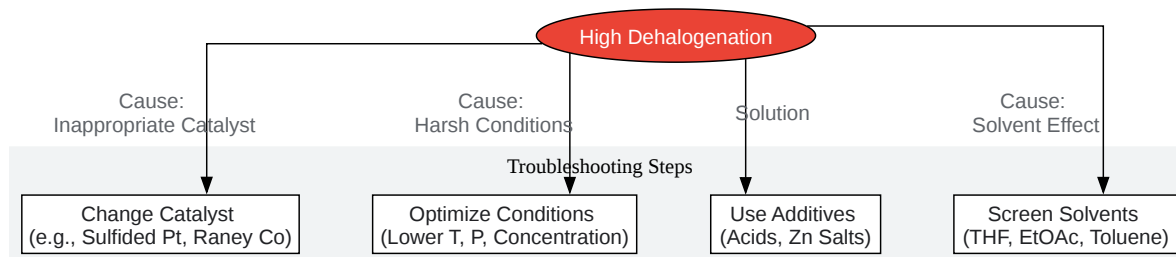 High Dehalogenation
Cause:
Inappropriate Catalyst
Cause:
Harsh Conditions
Solution
Cause:
Solvent Effect
Troubleshooting Steps
Change Catalyst
(e.g., Sulfided Pt, Raney Co)
Optimize Conditions
(Lower T, P, Concentration)
Use Additives
(Acids, Zn Salts)
Screen Solvents
(THF, EtOAc, Toluene)